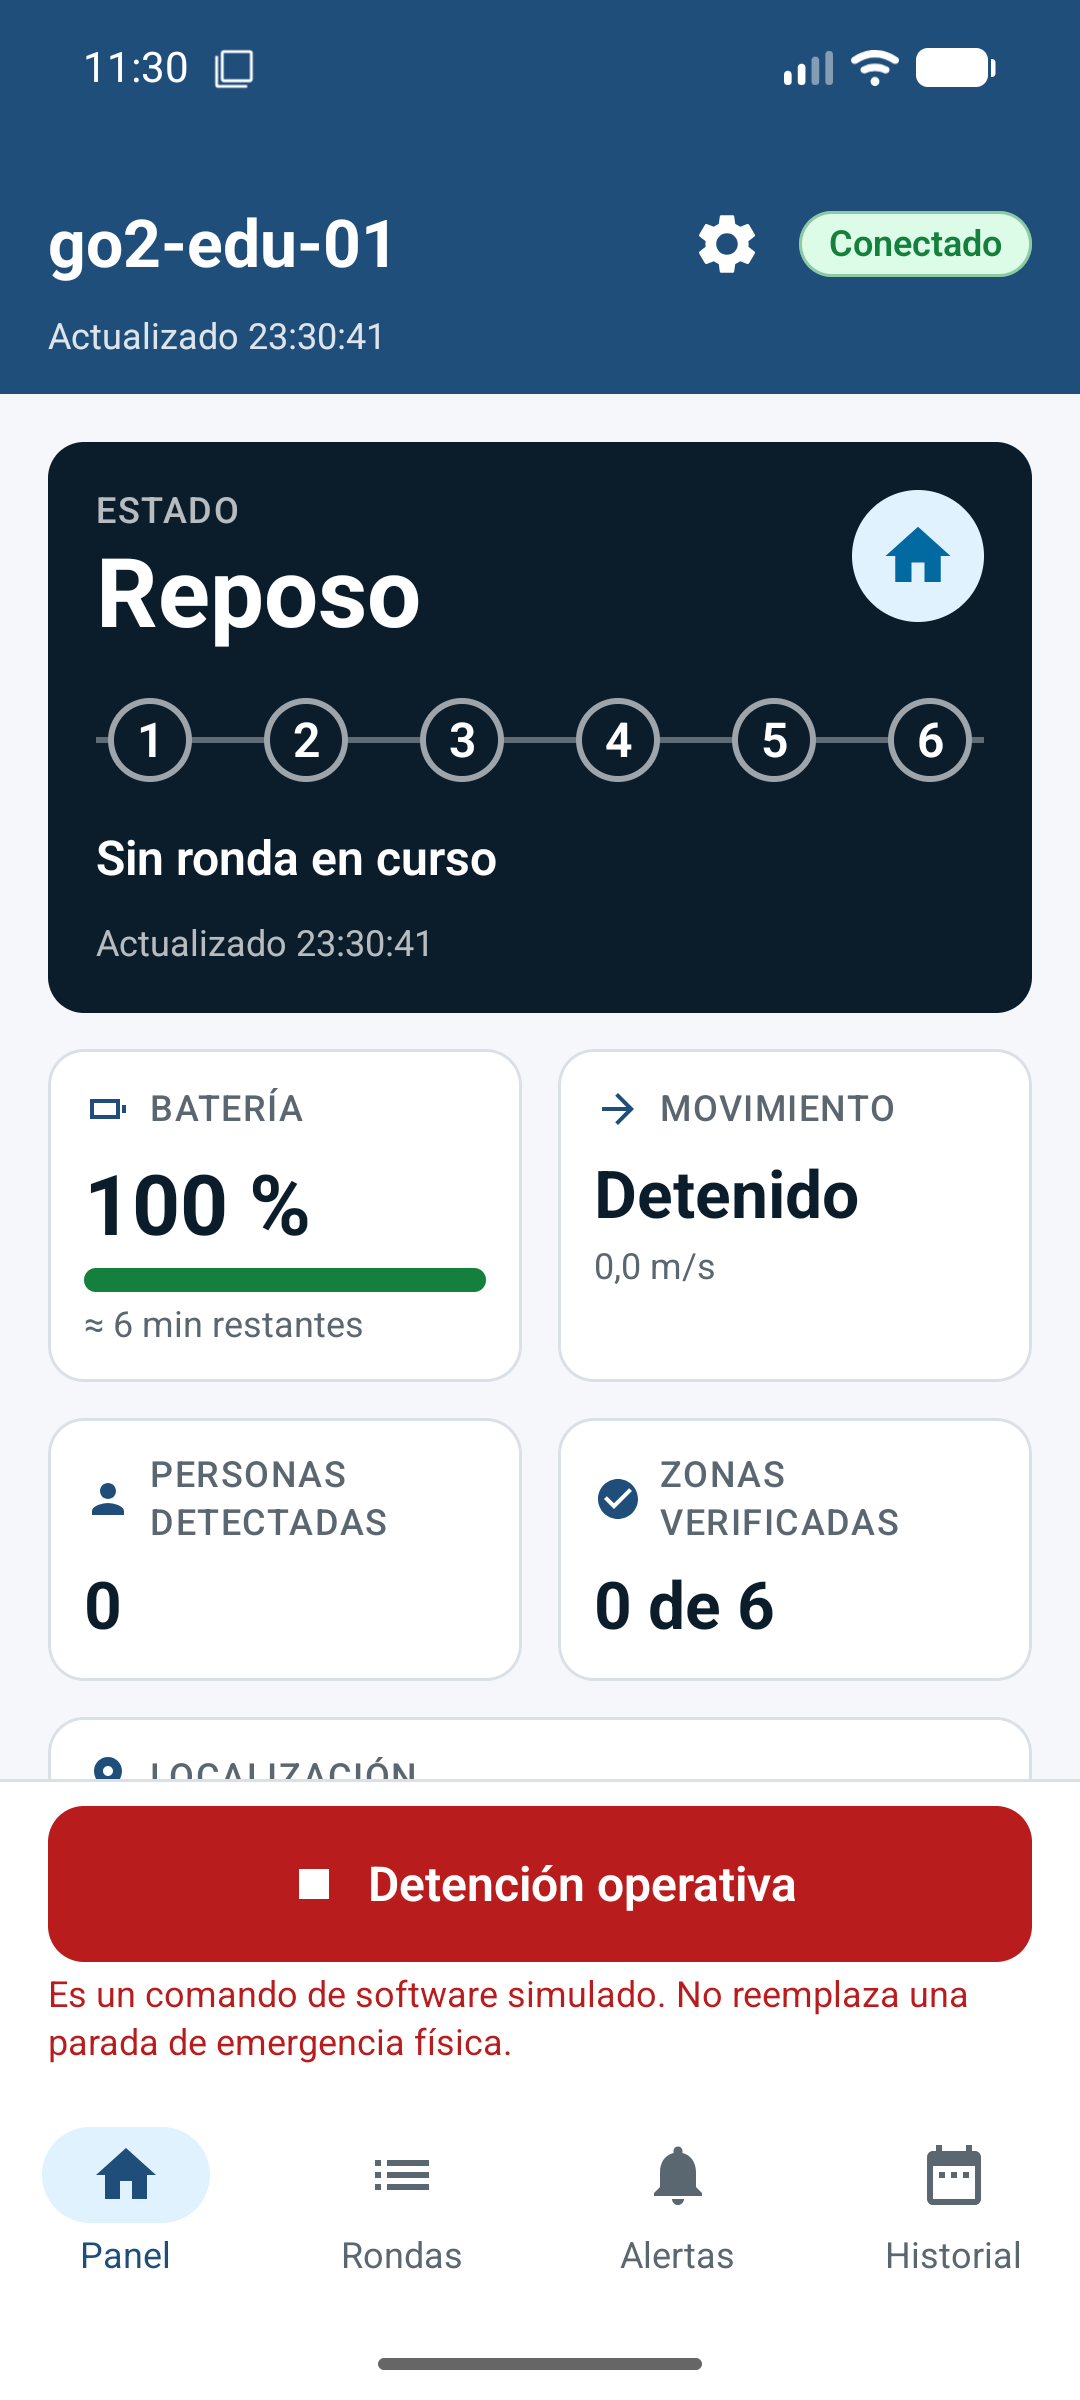 11:30
go2-edu-01
Conectado
Actualizado 23:30:41
ESTADO
Reposo
1 2 3 4 5 6
Sin ronda en curso
Actualizado 23:30:41
BATERÍA
100 %
≈ 6 min restantes
MOVIMIENTO
Detenido
0,0 m/s
PERSONAS
DETECTADAS
0
ZONAS
VERIFICADAS
0 de 6
LOCALIZACIÓN
Detención operativa
Es un comando de software simulado. No reemplaza una
parada de emergencia física.
Panel
Rondas
Alertas
Historial